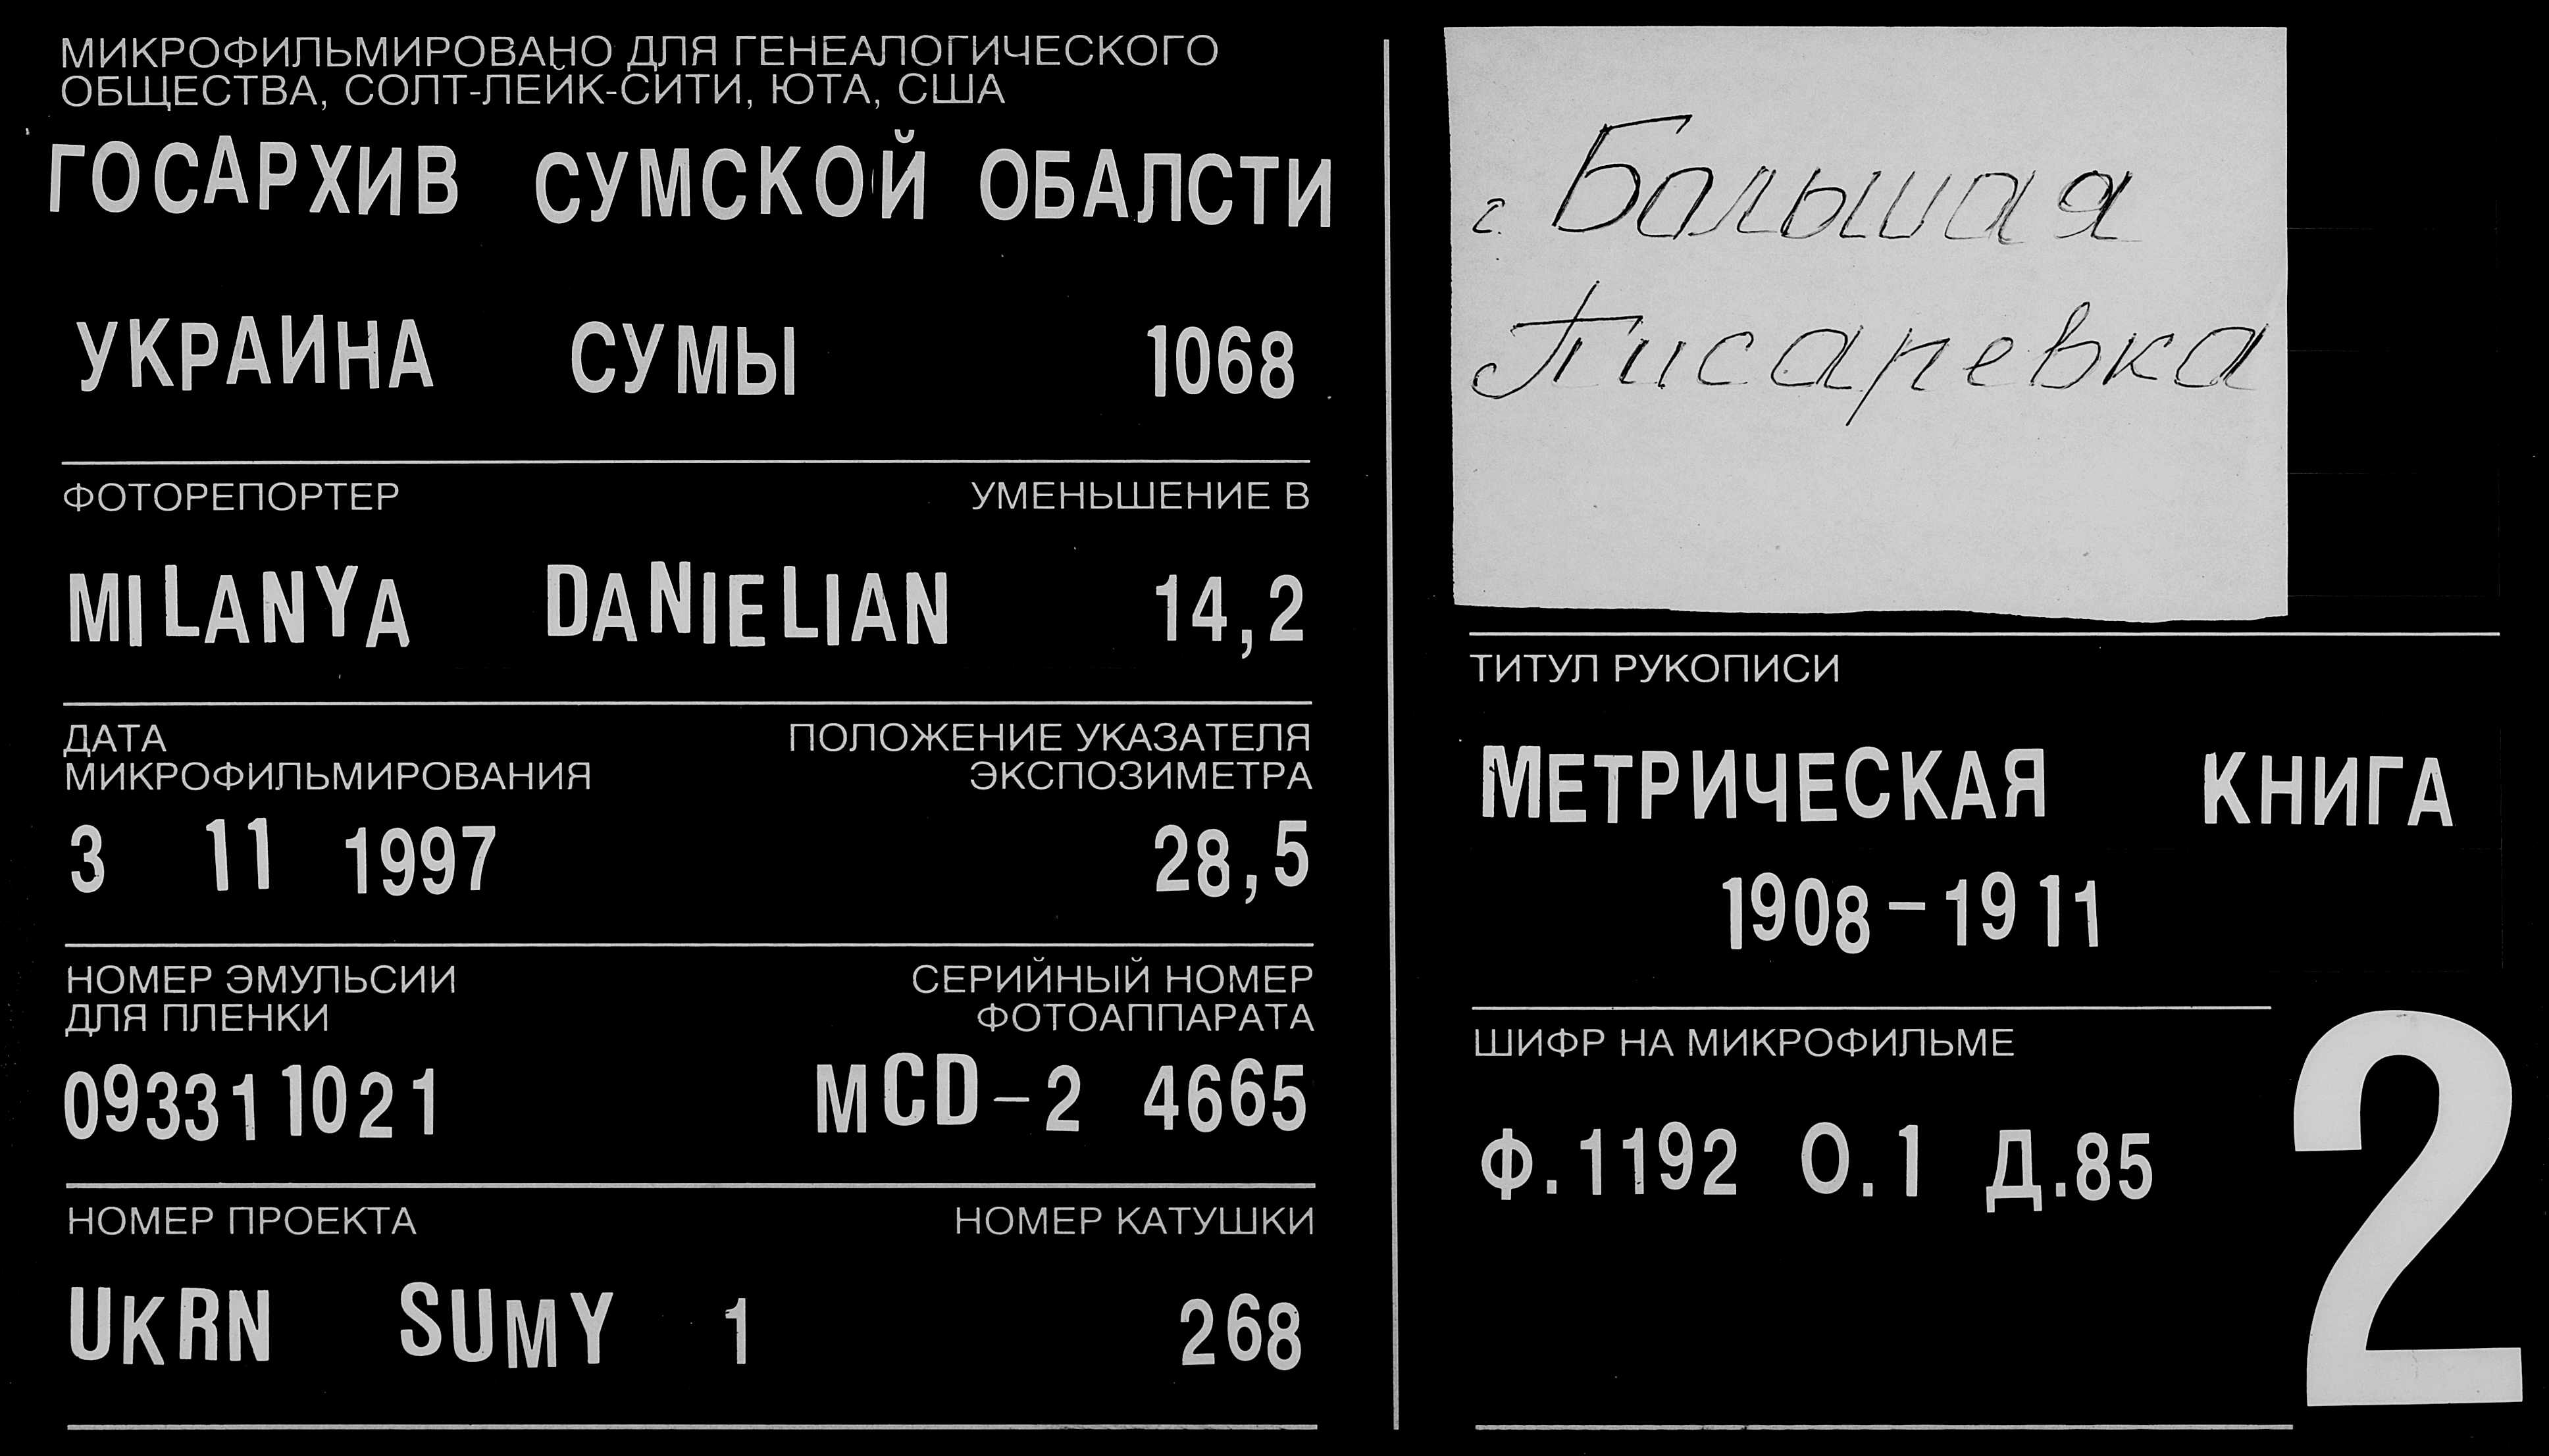 МИКРОФИЛЬМИРОВАНО ДЛЯ ГЕНЕАЛОГИЧЕСКОГО
ОБЩЕСТВА, СОЛТ-ЛЕЙК-СИТИ, ЮТА, США
ГОСАРХИВ СУМСКОЙ ОБАЛСТИ
УКРАИНА СУМЫ 1068
ФОТОРЕПОРТЕР УМЕНЬШЕНИЕ В
MILANYA DANIELIAN 14,2
ДАТА ПОЛОЖЕНИЕ УКАЗАТЕЛЯ
МИКРОФИЛЬМИРОВАНИЯ ЭКСПОЗИМЕТРА
3 11 1997 28,5
НОМЕР ЭМУЛЬСИИ СЕРИЙНЫЙ НОМЕР
ДЛЯ ПЛЕНКИ ФОТОАППАРАТА
093311021 MCD-2 4665
НОМЕР ПРОЕКТА НОМЕР КАТУШКИ
UKRN SUMY 1 268
с. Большая
Писаревка
ТИТУЛ РУКОПИСИ
МЕТРИЧЕСКАЯ КНИГА
1908-1911
ШИФР НА МИКРОФИЛЬМЕ
Ф.1192 О.1 Д.85
2